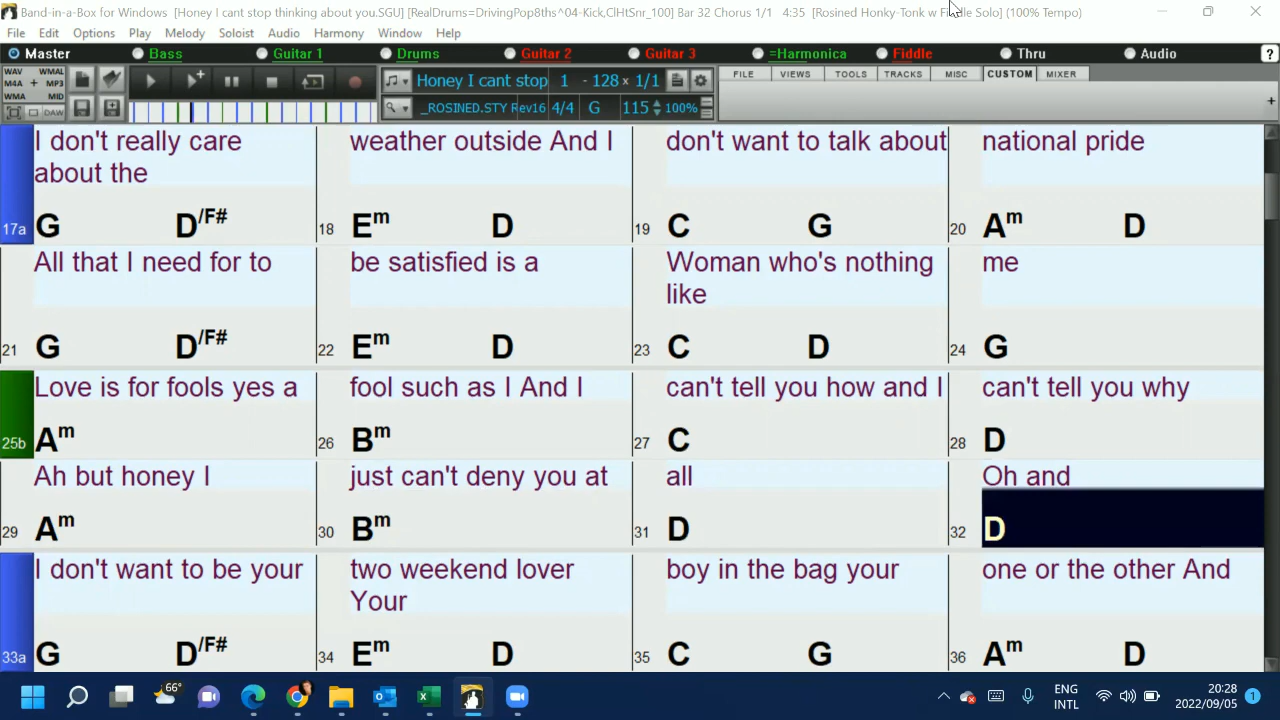 Band-in-a-Box for Windows [Honey I cant stop thinking about you.SGU] [RealDrums=DrivingPop8ths^04-Kick,ClHtSnr_100] Bar 32 Chorus 1/1 4:35 [Rosined Honky-Tonk w Fiddle Solo] (100% Tempo)
File Edit Options Play Melody Soloist Audio Harmony Window Help
Master Bass Guitar 1 Drums Guitar 2 Guitar 3 =Harmonica Fiddle Thru Audio ?
WAV WMAL
M4A + MP3
WMA MID
DAW
Honey I cant stop 1 - 128 × 1/1
_ROSINED.STY Rev16 4/4 G 115 100%
FILE VIEWS TOOLS TRACKS MISC CUSTOM MIXER
+
I don't really care about the weather outside And I don't want to talk about national pride
17a G D/F# 18 Em D 19 C G 20 Am D
All that I need for to be satisfied is a Woman who's nothing like me
21 G D/F# 22 Em D 23 C D 24 G
Love is for fools yes a fool such as I And I can't tell you how and I can't tell you why
25b Am 26 Bm 27 C 28 D
Ah but honey I just can't deny you at all Oh and
29 Am 30 Bm 31 D 32 D
I don't want to be your two weekend lover Your boy in the bag your one or the other And
33a G D/F# 34 Em D 35 C G 36 Am D
66°
ENG
INTL
20:28
2022/09/05
1